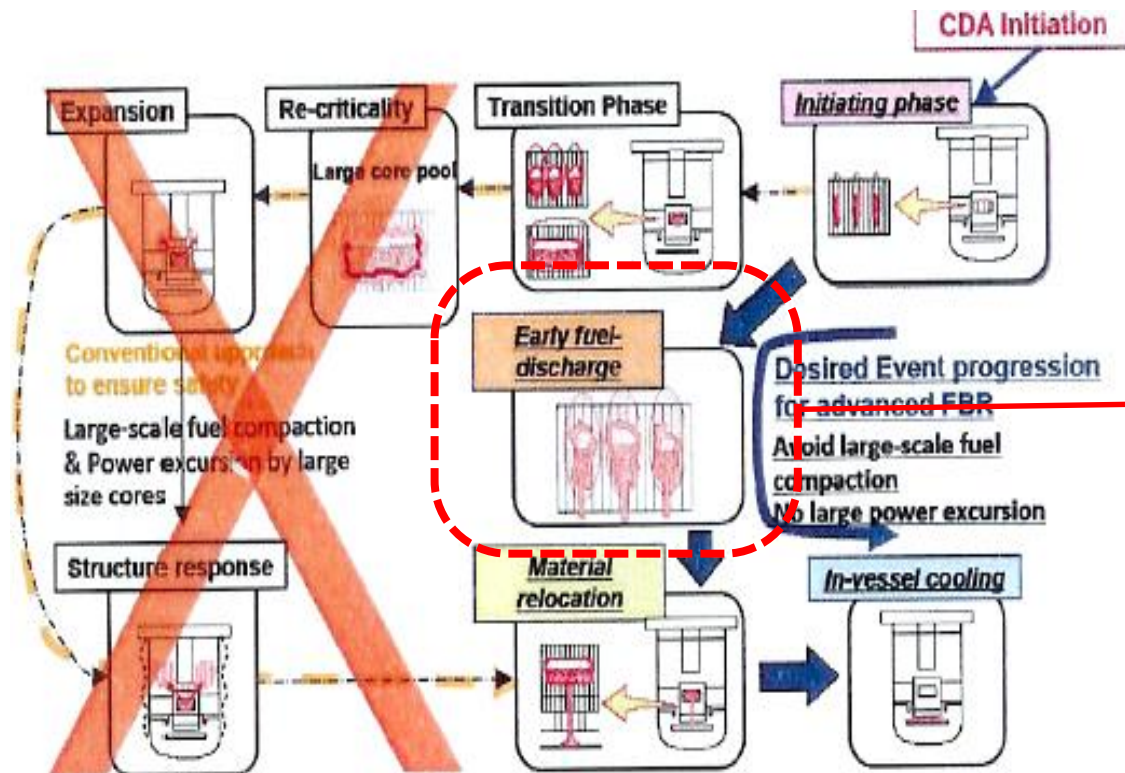 CDA Initiation
Expansion
Re-criticality
Transition Phase
Initiating phase
Large core pool
Early fuel-
discharge
Conventional approach
to ensure safety
Large-scale fuel compaction
& Power excursion by large
size cores
Desired Event progression
for advanced FBR
Avoid large-scale fuel
compaction
No large power excursion
Structure response
Material
relocation
In-vessel cooling